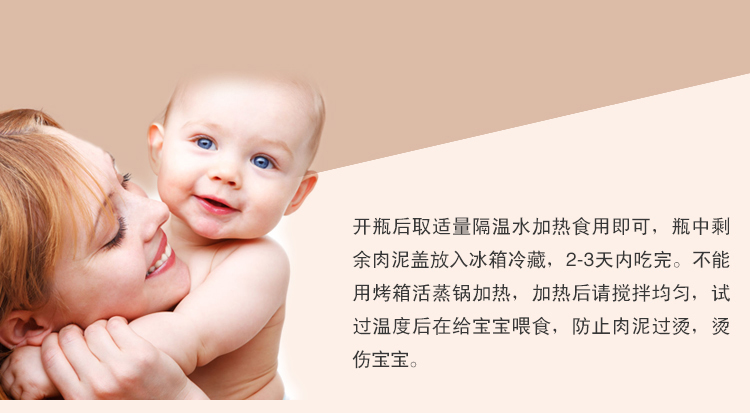 开瓶后取适量隔温水加热食用即可，瓶中剩
余肉泥盖放入冰箱冷藏，2-3天内吃完。不能
用烤箱活蒸锅加热，加热后请搅拌均匀，试
过温度后在给宝宝喂食，防止肉泥过烫，烫
伤宝宝。